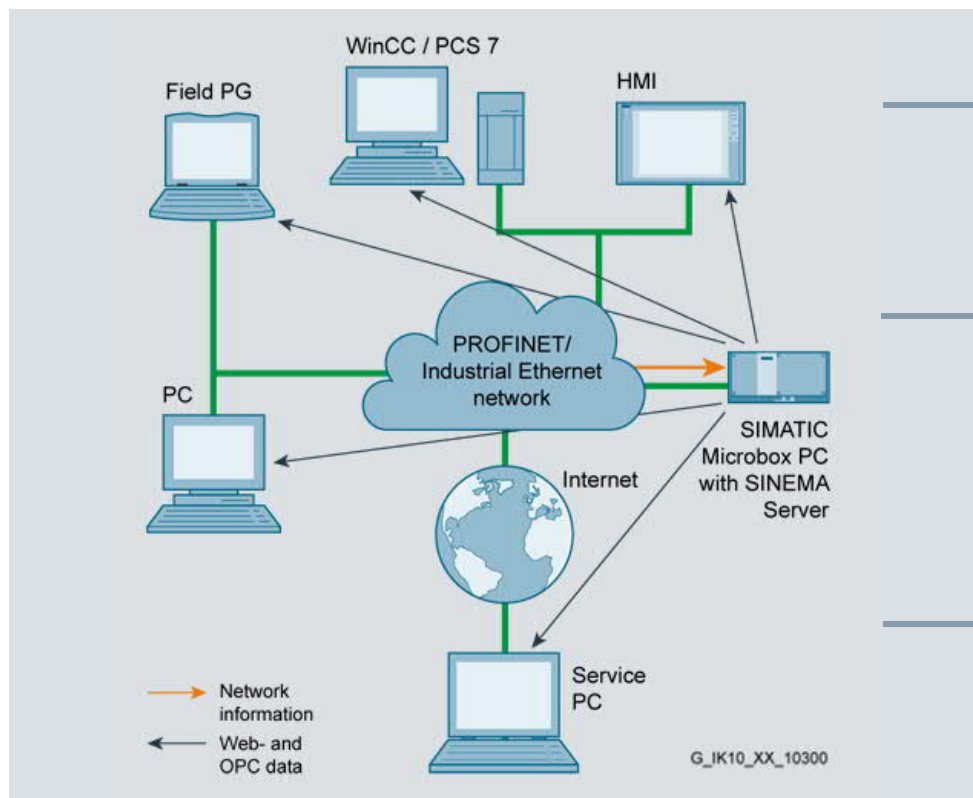 WinCC / PCS 7
Field PG
HMI
PROFINET/
Industrial Ethernet
network
PC
SIMATIC
Microbox PC
with SINEMA
Server
Internet
Service
PC
Network
information
Web- and
OPC data
G_IK10_XX_10300